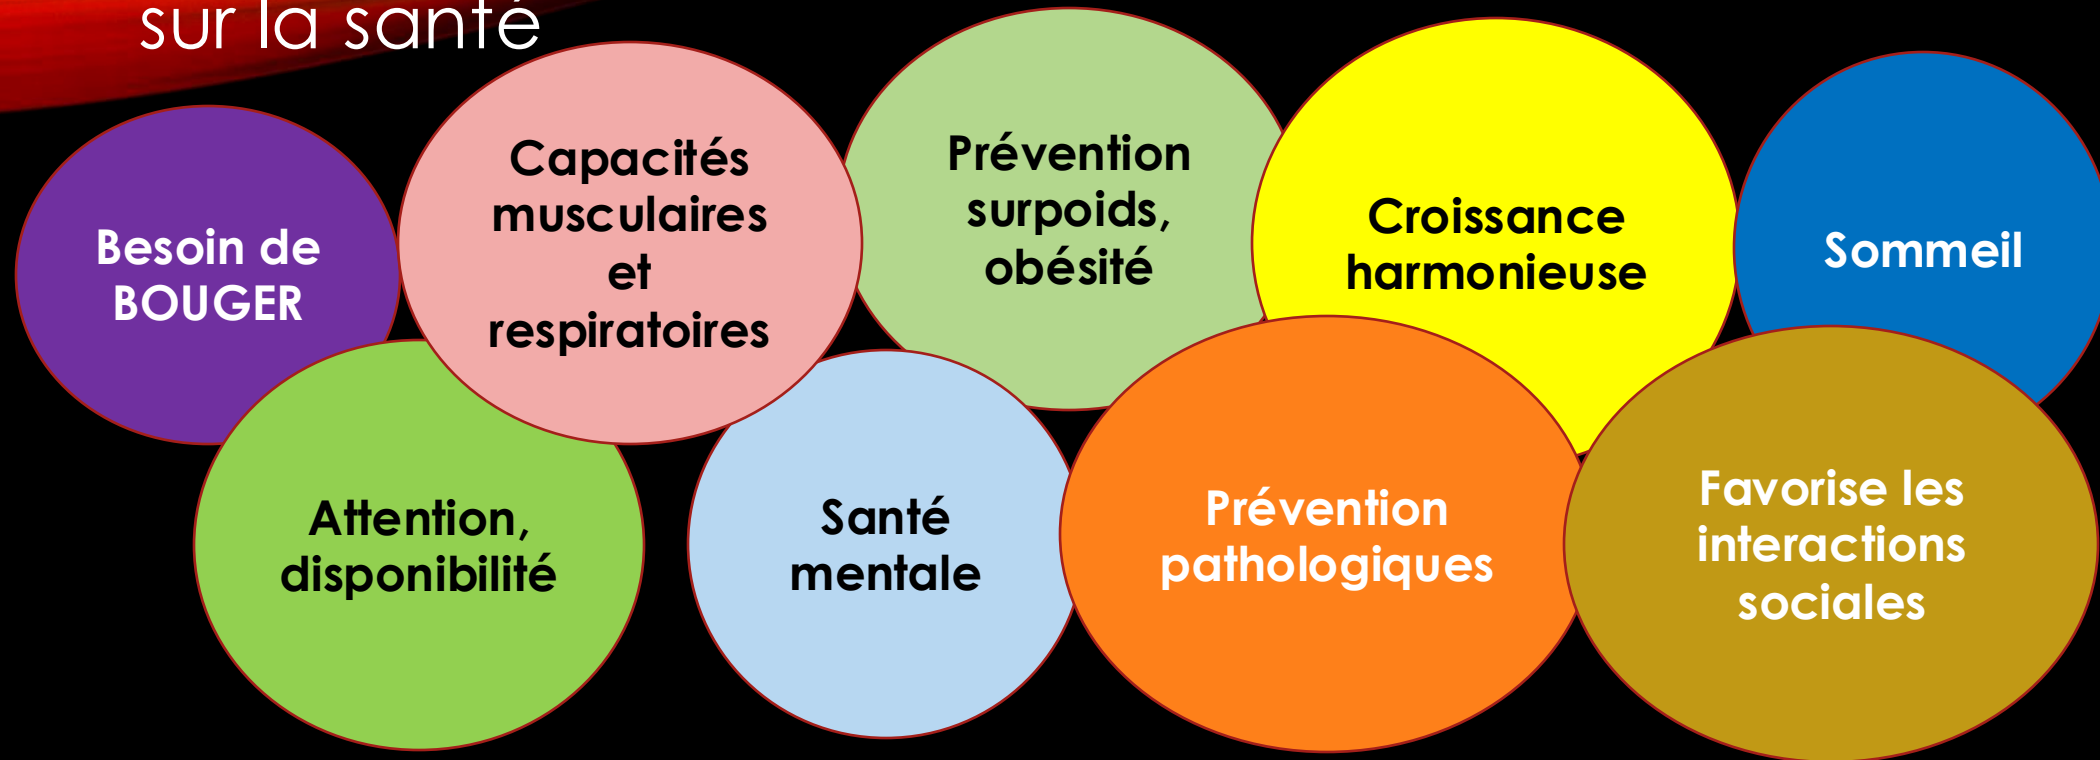 sur la santé
Besoin de
BOUGER
Capacités
musculaires
et
respiratoires
Prévention
surpoids,
obésité
Croissance
harmonieuse
Sommeil
Attention,
disponibilité
Santé
mentale
Prévention
pathologiques
Favorise les
interactions
sociales